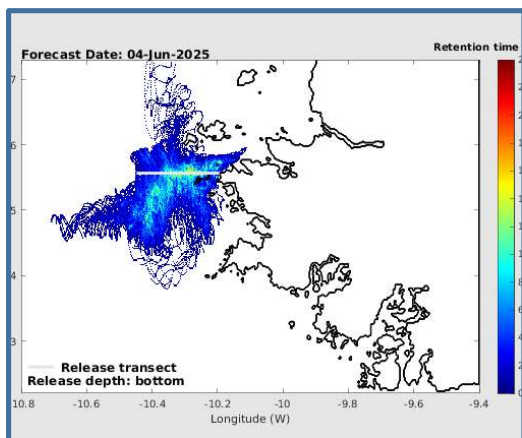 Forecast Date: 04-Jun-2025
Retention time
7
6
5
4
3
Release transect
Release depth: bottom
10.8
-10.6
-10.4
-10.2
-10
-9.8
-9.6
-9.4
Longitude (W)